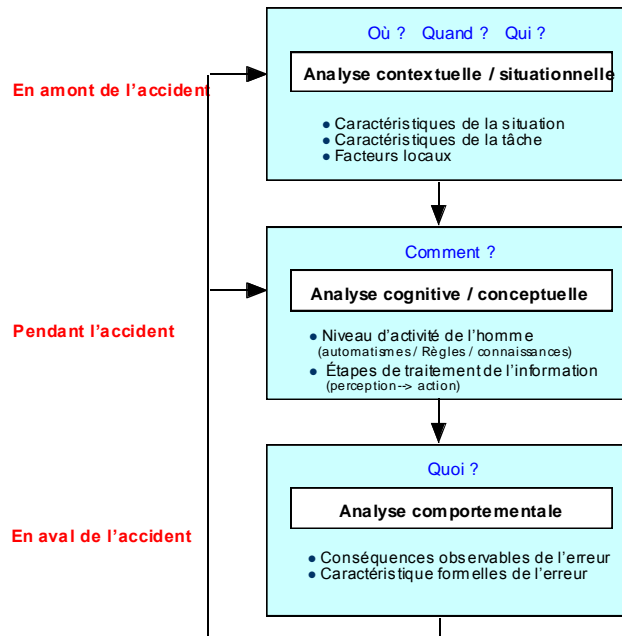 Où ? Quand ? Qui ?
En amont de l'accident
Analyse contextuelle / situationnelle
● Caractéristiques de la situation
● Caractéristiques de la tâche
● Facteurs locaux
Comment ?
Analyse cognitive / conceptuelle
Pendant l'accident
● Niveau d'activité de l'homme
(automatismes / Règles / connaissances)
● Étapes de traitement de l'information
(perception--> action)
Quoi ?
Analyse comportementale
En aval de l'accident
● Conséquences observables de l'erreur
● Caractéristique formelles de l'erreur